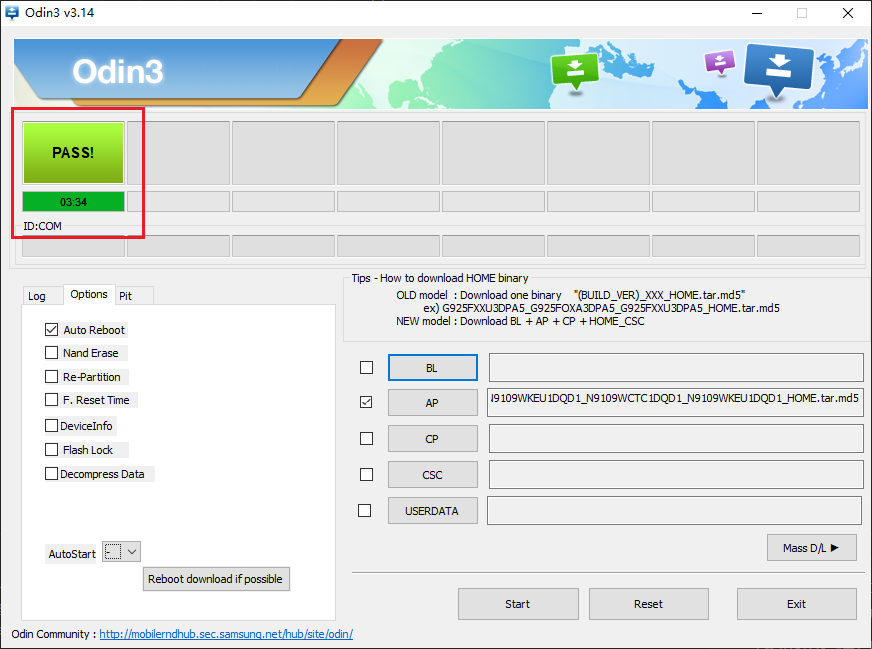 Odin3 v3.14
Odin3
PASS!
03:34
ID:COM
Log
Options
Pit
Auto Reboot
Nand Erase
Re-Partition
F. Reset Time
DeviceInfo
Flash Lock
Decompress Data
AutoStart
-
Reboot download if possible
Tips - How to download HOME binary
OLD model : Download one binary "(BUILD_VER)_XXX_HOME.tar.md5"
ex) G925FXXU3DPA5_G925FOXA3DPA5_G925FXXU3DPA5_HOME.tar.md5
NEW model : Download BL + AP + CP + HOME_CSC
BL
AP
9109WKEU1DQD1_N9109WCTC1DQD1_N9109WKEU1DQD1_HOME.tar.md5
CP
CSC
USERDATA
Mass D/L ▶
Start
Reset
Exit
Odin Community : http://mobilerndhub.sec.samsung.net/hub/site/odin/